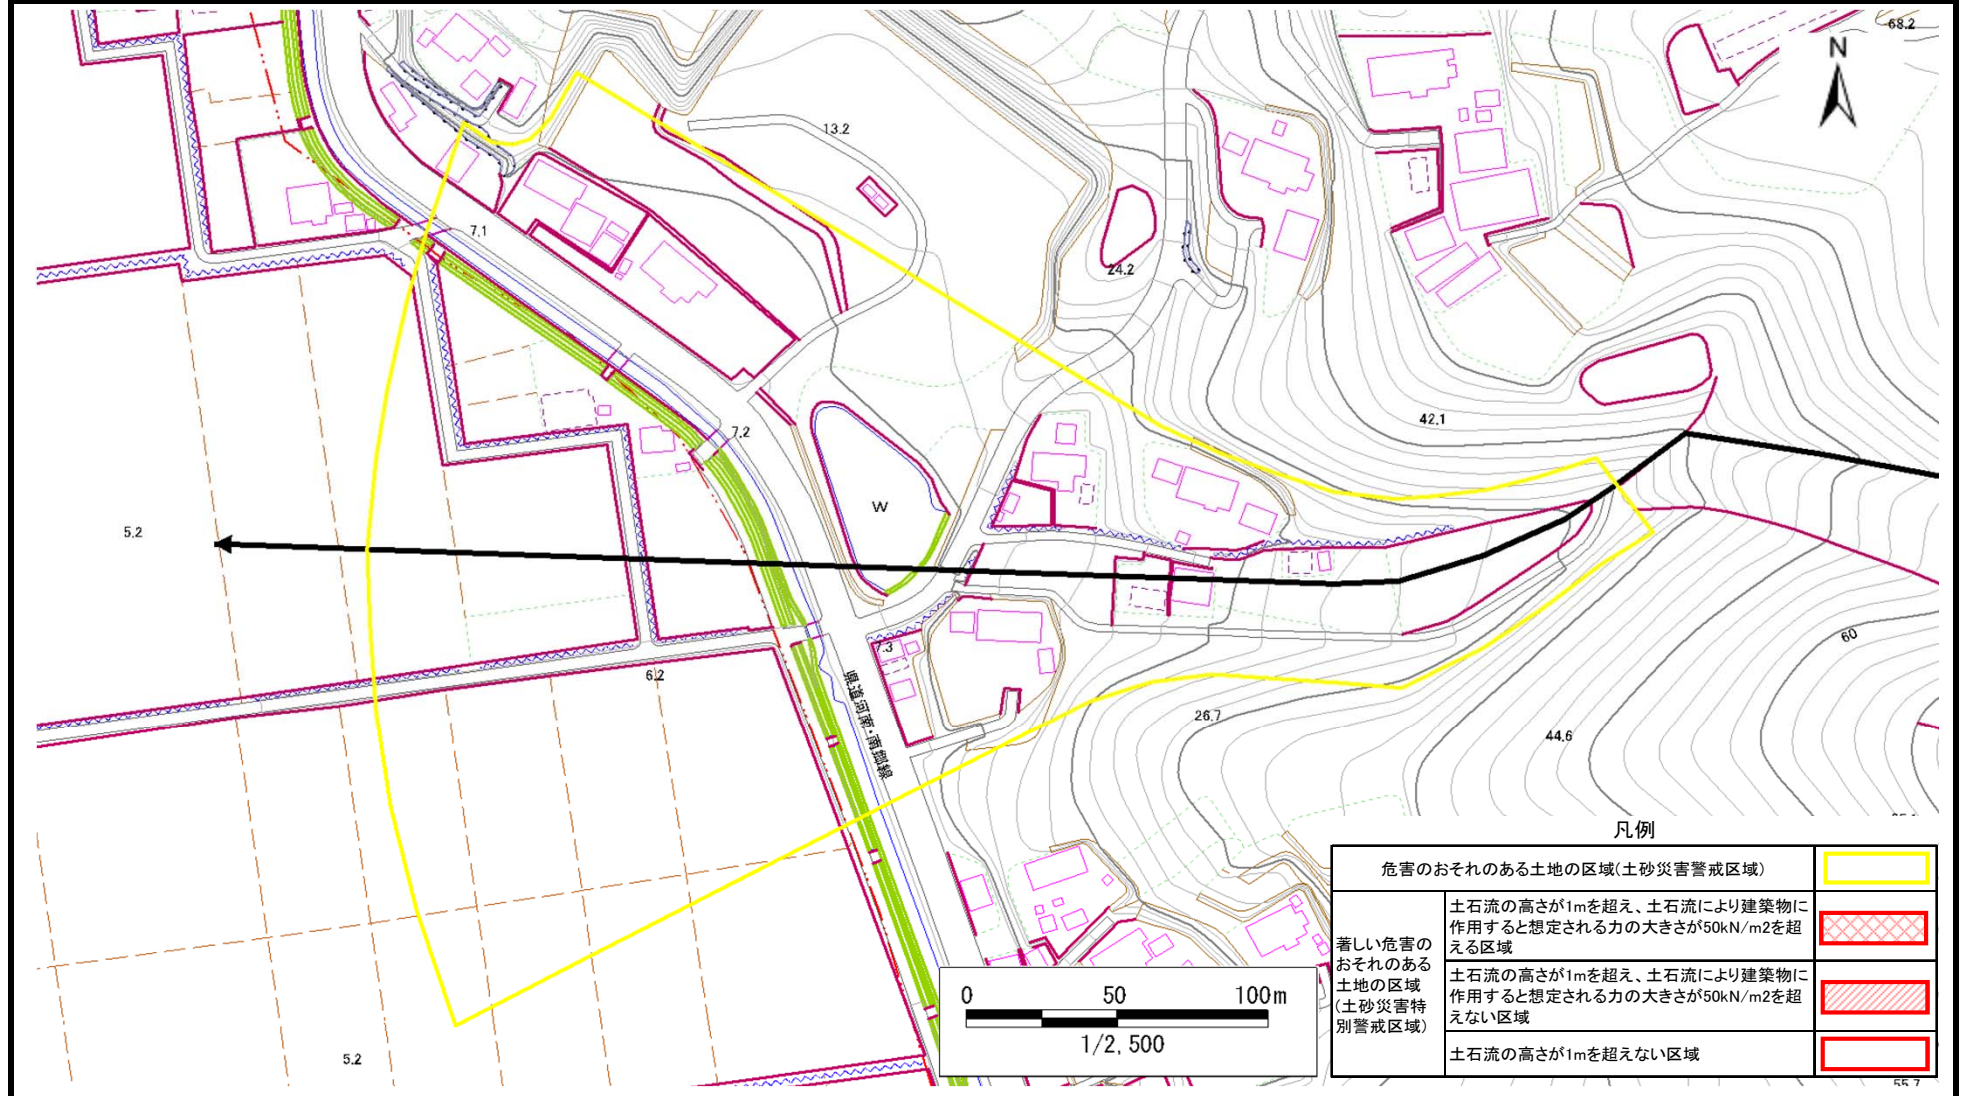 68.2
N
13.2
7.1
24.2
42.1
7.2
W
5.2
60
7.3
6.2
県道河南・南郷線
26.7
44.6
5.2
55.7
0 50 100m
1/2,500
凡例
危害のおそれのある土地の区域(土砂災害警戒区域)
著しい危害の
おそれのある
土地の区域
(土砂災害特
別警戒区域)
土石流の高さが1mを超え、土石流により建築物に
作用すると想定される力の大きさが50kN/m2を超
える区域
土石流の高さが1mを超え、土石流により建築物に
作用すると想定される力の大きさが50kN/m2を超
えない区域
土石流の高さが1mを超えない区域